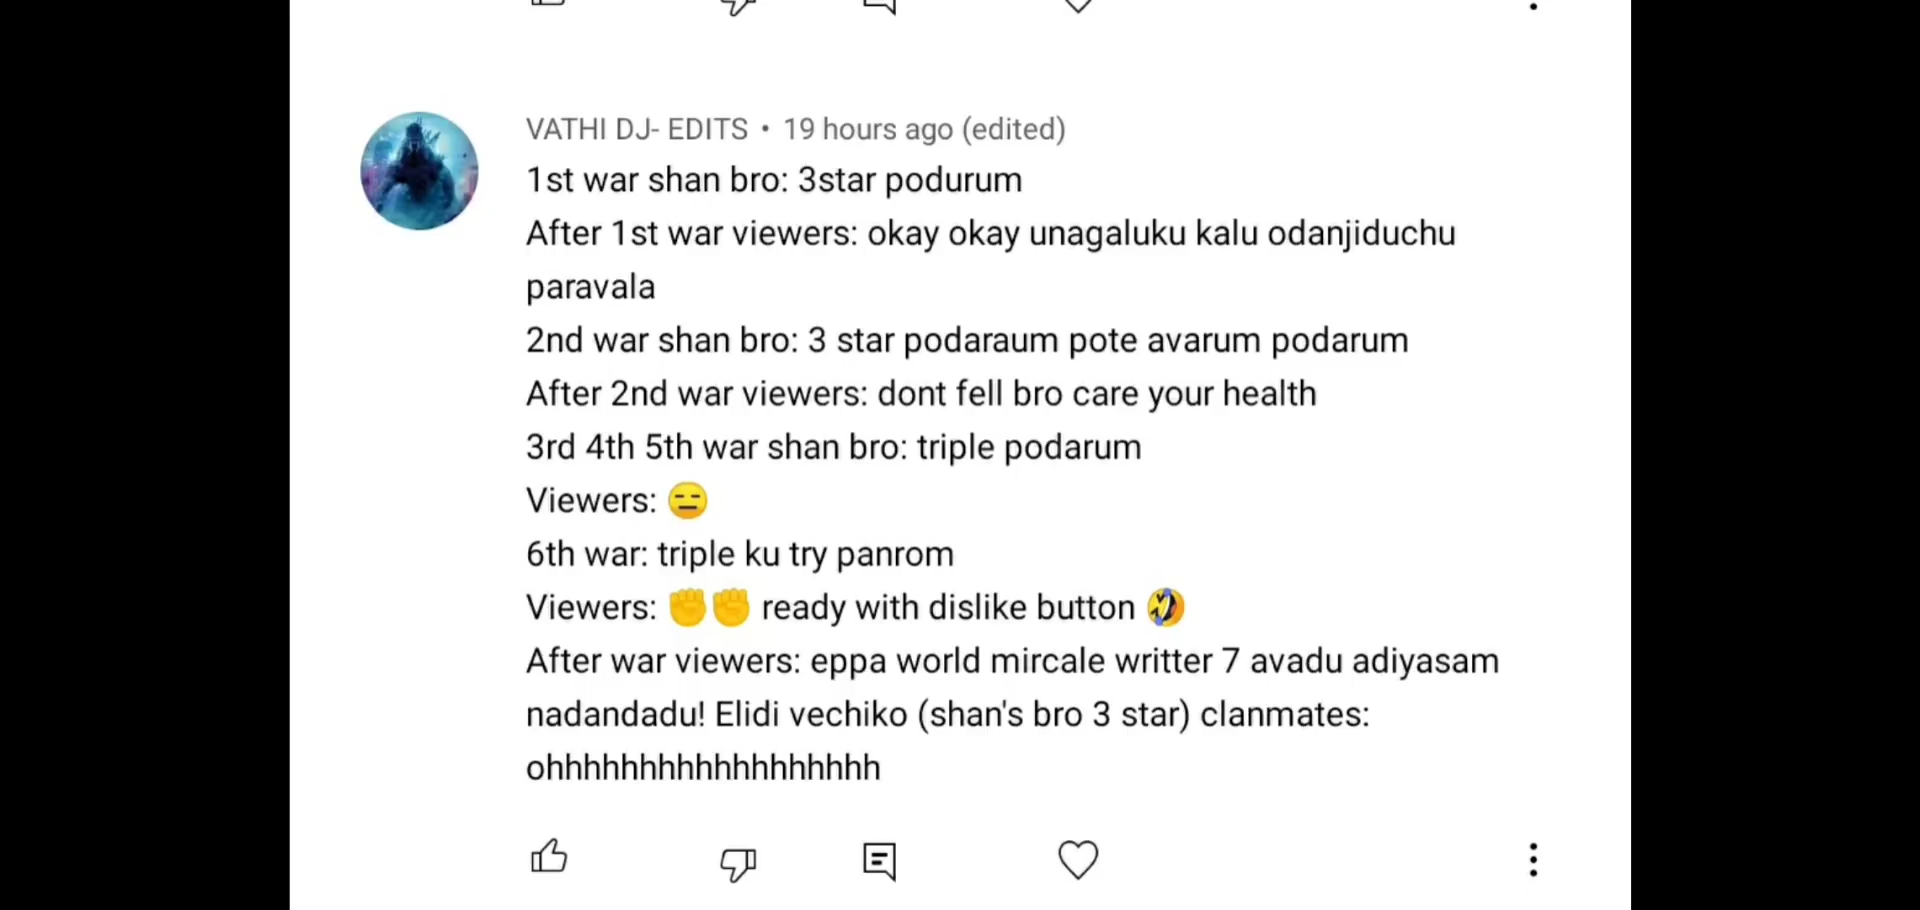 VATHI DJ- EDITS • 19 hours ago (edited)
1st war shan bro: 3star podurum
After 1st war viewers: okay okay unagaluku kalu odanjiduchu
paravala
2nd war shan bro: 3 star podaraum pote avarum podarum
After 2nd war viewers: dont fell bro care your health
3rd 4th 5th war shan bro: triple podarum
Viewers: 😑
6th war: triple ku try panrom
Viewers: ✊✊ ready with dislike button 🤣
After war viewers: eppa world mircale writter 7 avadu adiyasam
nadandadu! Elidi vechiko (shan's bro 3 star) clanmates:
ohhhhhhhhhhhhhhhhhh